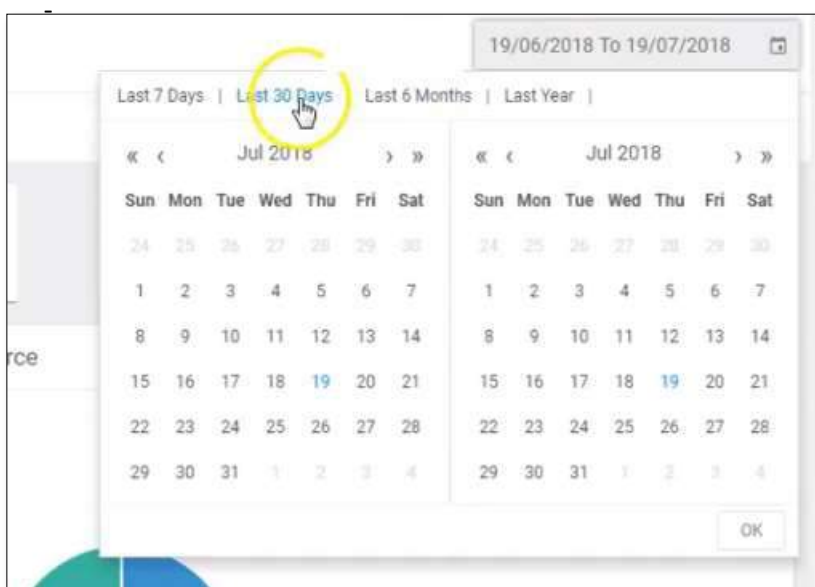 19/06/2018 To 19/07/2018
Last 7 Days | Last 30 Days Last 6 Months | Last Year |
« ‹ Jul 2018 › » « ‹ Jul 2018 › »
Sun Mon Tue Wed Thu Fri Sat Sun Mon Tue Wed Thu Fri Sat
24 25 26 27 28 29 30 24 25 26 27 28 29 30
1 2 3 4 5 6 7 1 2 3 4 5 6 7
8 9 10 11 12 13 14 8 9 10 11 12 13 14
rce
15 16 17 18 19 20 21 15 16 17 18 19 20 21
22 23 24 25 26 27 28 22 23 24 25 26 27 28
29 30 31 1 2 3 4 29 30 31 1 2 3 4
OK